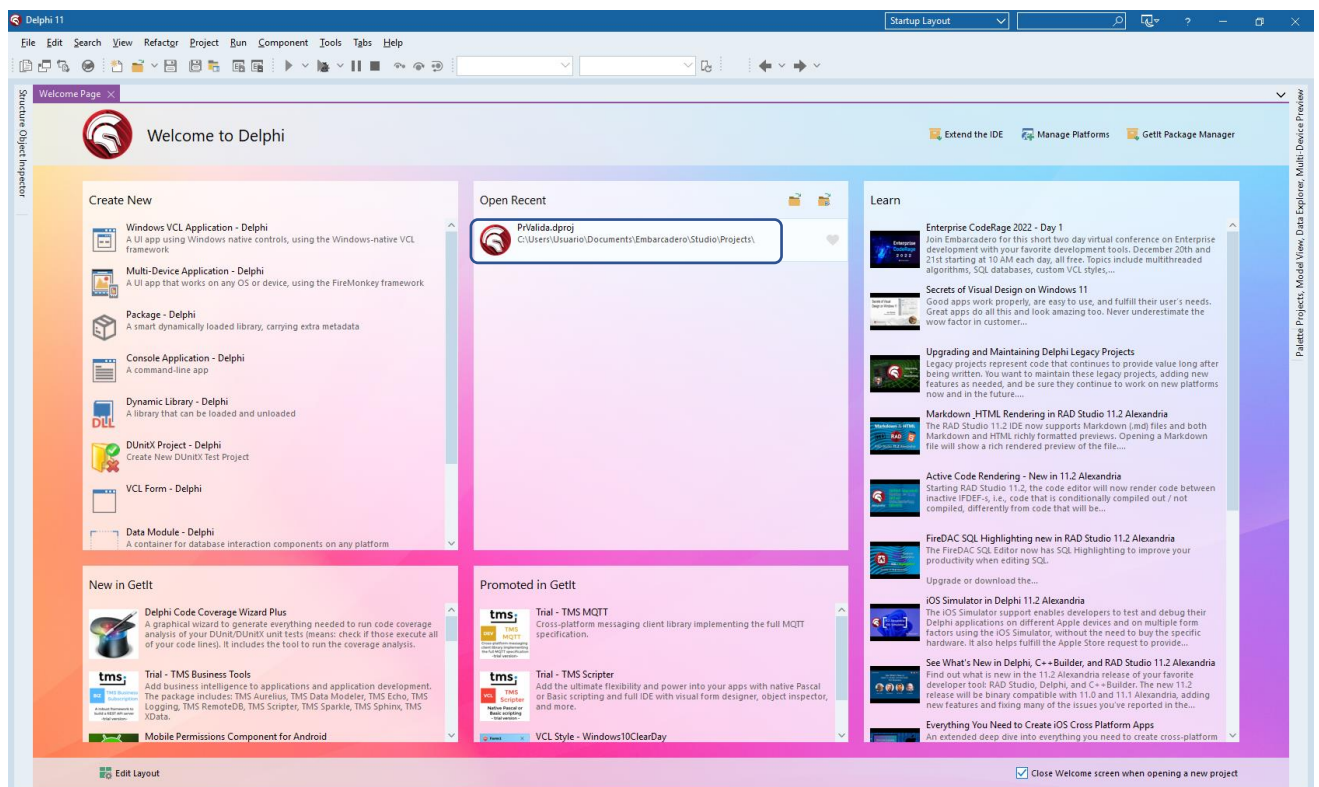 Delphi 11
Startup Layout
?
File Edit Search View Refactor Project Run Component Tools Tabs Help
Structure Object Inspector
Welcome Page
Palette Projects, Model View, Data Explorer, Multi-Device Preview
Welcome to Delphi
Extend the IDE
Manage Platforms
GetIt Package Manager
Create New
Windows VCL Application - Delphi
A UI app using Windows native controls, using the Windows-native VCL
framework
Multi-Device Application - Delphi
A UI app that works on any OS or device, using the FireMonkey framework
Package - Delphi
A smart dynamically loaded library, carrying extra metadata
Console Application - Delphi
A command-line app
Dynamic Library - Delphi
A library that can be loaded and unloaded
DLL
DUnitX Project - Delphi
Create New DUnitX Test Project
VCL Form - Delphi
Data Module - Delphi
A container for database interaction components on any platform
Open Recent
PrValida.dproj
C:\Users\Usuario\Documents\Embarcadero\Studio\Projects\
Learn
Enterprise CodeRage 2022 - Day 1
Join Embarcadero for this short two day virtual conference on Enterprise
development with your favorite development tools. December 20th and
21st starting at 10 AM each day, all free. Topics include multithreaded
algorithms, SQL databases, custom VCL styles,...
Secrets of Visual Design on Windows 11
Good apps work properly, are easy to use, and fulfill their user's needs.
Great apps do all this and look amazing too. Never underestimate the
wow factor in customer...
Upgrading and Maintaining Delphi Legacy Projects
Legacy projects represent code that continues to provide value long after
being written. You want to maintain these legacy projects, adding new
features as needed, and be sure they continue to work on new platforms
now and in the future....
Markdown_HTML Rendering in RAD Studio 11.2 Alexandria
The RAD Studio 11.2 IDE now supports Markdown (.md) files and both
Markdown and HTML richly formatted previews. Opening a Markdown
file will show a rich rendered preview of the file....
Active Code Rendering - New in 11.2 Alexandria
Starting RAD Studio 11.2, the code editor will now render code between
inactive IFDEF-s, i.e., code that is conditionally compiled out / not
compiled, differently from code that will be...
FireDAC SQL Highlighting new in RAD Studio 11.2 Alexandria
The FireDAC SQL Editor now has SQL Highlighting to improve your
productivity when editing SQL.
Upgrade or download the...
iOS Simulator in Delphi 11.2 Alexandria
The iOS Simulator support enables developers to test and debug their
Delphi applications on different Apple devices and on multiple form
factors using the iOS Simulator, without the need to buy the specific
hardware. It also helps fulfill the Apple Store request to provide...
See What's New in Delphi, C++Builder, and RAD Studio 11.2 Alexandria
Find out what is new in the 11.2 Alexandria release of your favorite
developer tool: RAD Studio, Delphi, and C++Builder. The new 11.2
release will be binary compatible with 11.0 and 11.1 Alexandria, adding
new features and fixing many of the issues you've reported in the...
Everything You Need to Create iOS Cross Platform Apps
An extended deep dive into everything you need to create cross-platform
New in GetIt
Delphi Code Coverage Wizard Plus
A graphical wizard to generate everything needed to run code coverage
analysis of your DUnit/DUnitX unit tests (means: check if those execute all
of your code lines). It includes the tool to run the coverage analysis.
tms;
Trial - TMS Business Tools
Add business intelligence to applications and application development.
The package includes: TMS Aurelius, TMS Data Modeler, TMS Echo, TMS
Logging, TMS RemoteDB, TMS Scripter, TMS Sparkle, TMS Sphinx, TMS
XData.
Mobile Permissions Component for Android
Promoted in GetIt
tms;
TMS
MQTT
Trial - TMS MQTT
Cross-platform messaging client library implementing the full MQTT
specification.
tms;
TMS
Scripter
Trial - TMS Scripter
Add the ultimate flexibility and power into your apps with native Pascal
or Basic scripting and full IDE with visual form designer, object inspector,
and more.
VCL Style - Windows10ClearDay
Edit Layout
Close Welcome screen when opening a new project